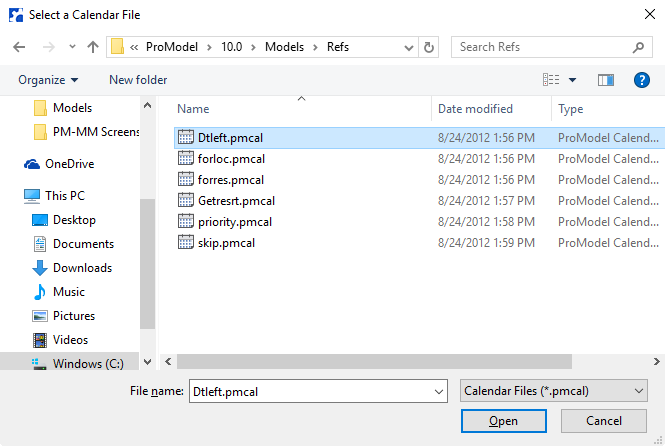 Select a Calendar File
« ProModel > 10.0 > Models > Refs
Search Refs
Organize
New folder
Models
PM-MM Screens
OneDrive
This PC
Desktop
Documents
Downloads
Music
Pictures
Videos
Windows (C:)
Name Date modified Type
Dtleft.pmcal 8/24/2012 1:56 PM ProModel Calend...
forloc.pmcal 8/24/2012 1:56 PM ProModel Calend...
forres.pmcal 8/24/2012 1:56 PM ProModel Calend...
Getresrt.pmcal 8/24/2012 1:57 PM ProModel Calend...
priority.pmcal 8/24/2012 1:58 PM ProModel Calend...
skip.pmcal 8/24/2012 1:59 PM ProModel Calend...
File name: Dtleft.pmcal
Calendar Files (*.pmcal)
Open
Cancel